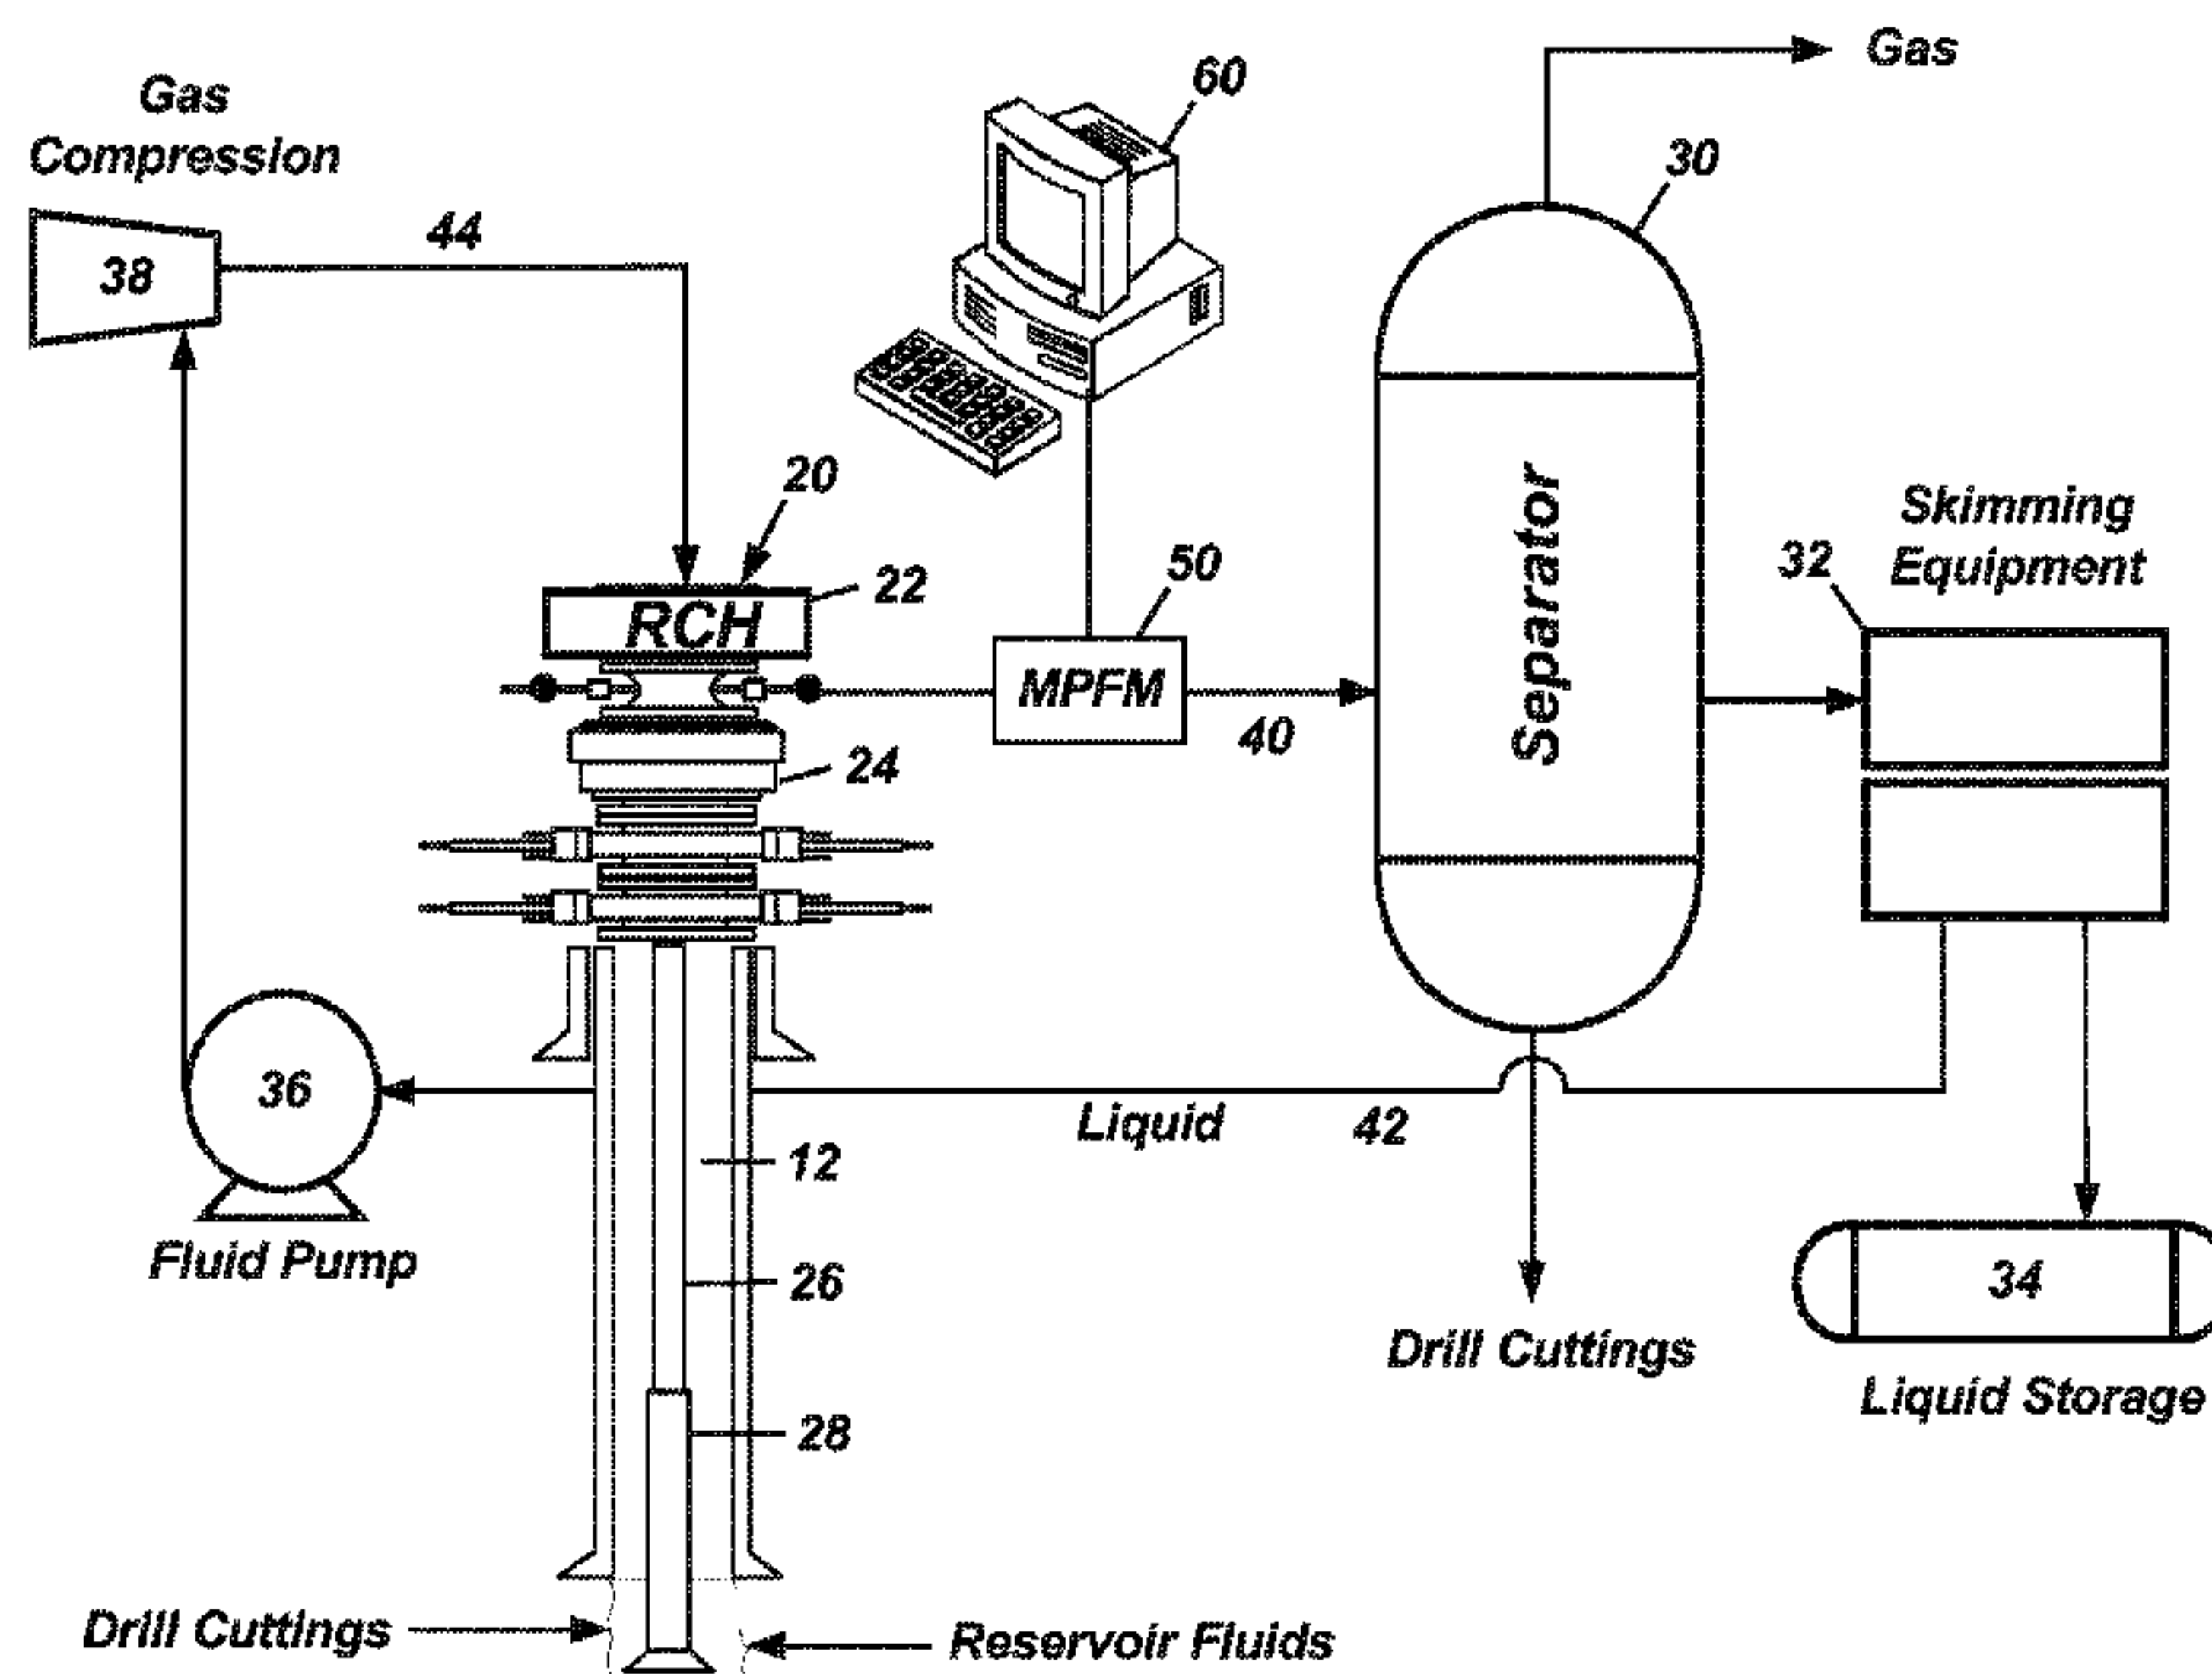 Gas
Gas
Compression
60
30
44
38
20
Skimming
Equipment
32
50
22
RCH
MPFM
Separator
40
24
36
Liquid
42
12
Fluid Pump
26
34
Drill Cuttings
Liquid Storage
28
Drill Cuttings
Reservoir Fluids